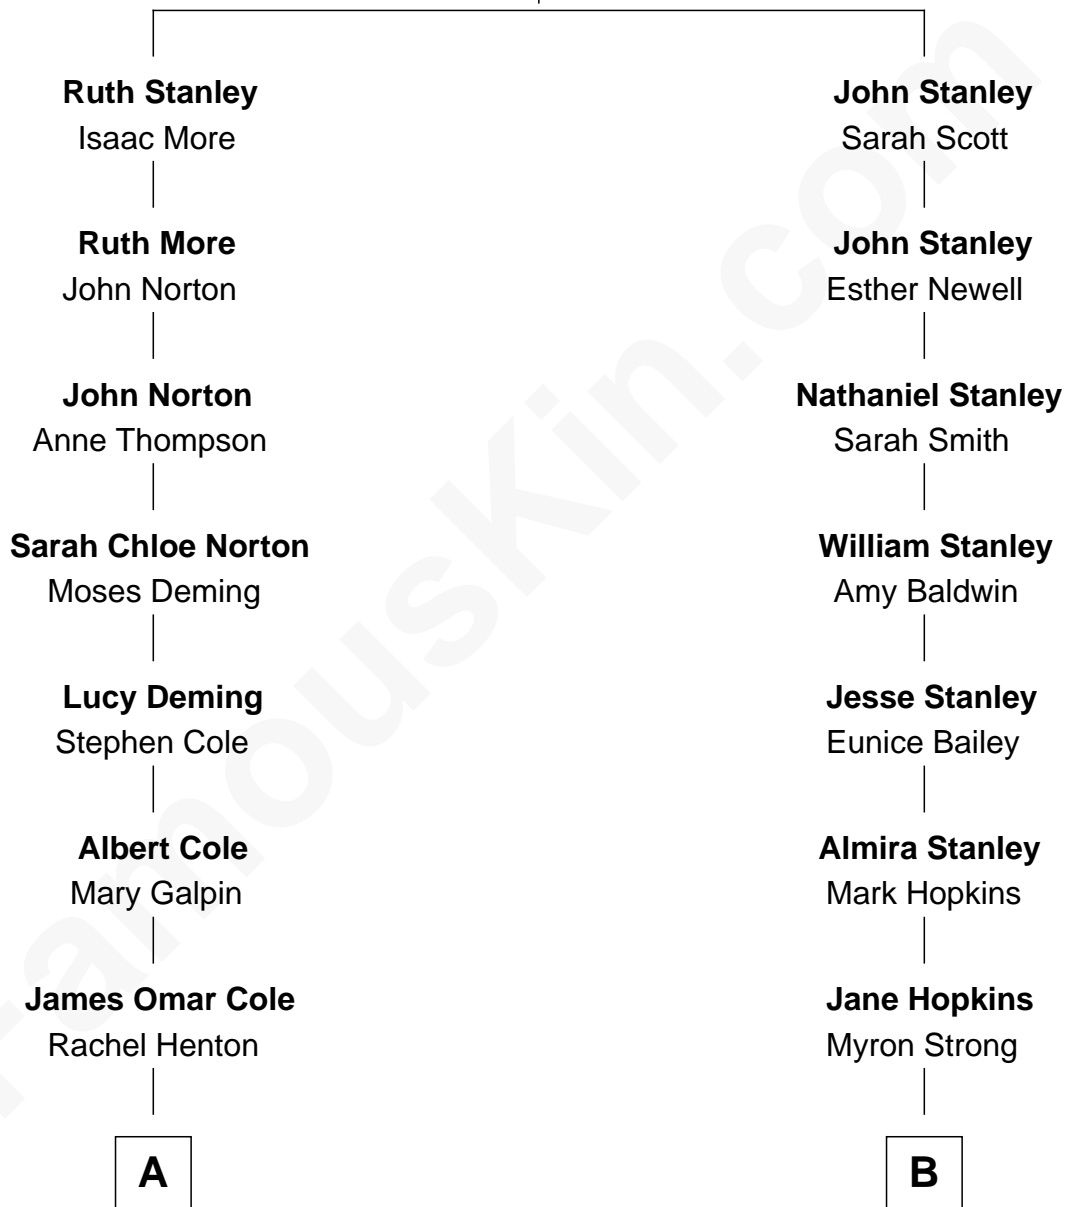 Ruth Stanley
Isaac More
John Stanley
Sarah Scott
Ruth More
John Norton
John Stanley
Esther Newell
John Norton
Anne Thompson
Nathaniel Stanley
Sarah Smith
Sarah Chloe Norton
Moses Deming
William Stanley
Amy Baldwin
Lucy Deming
Stephen Cole
Jesse Stanley
Eunice Bailey
Albert Cole
Mary Galpin
Almira Stanley
Mark Hopkins
James Omar Cole
Rachel Henton
Jane Hopkins
Myron Strong
A
B
FamousKin.com